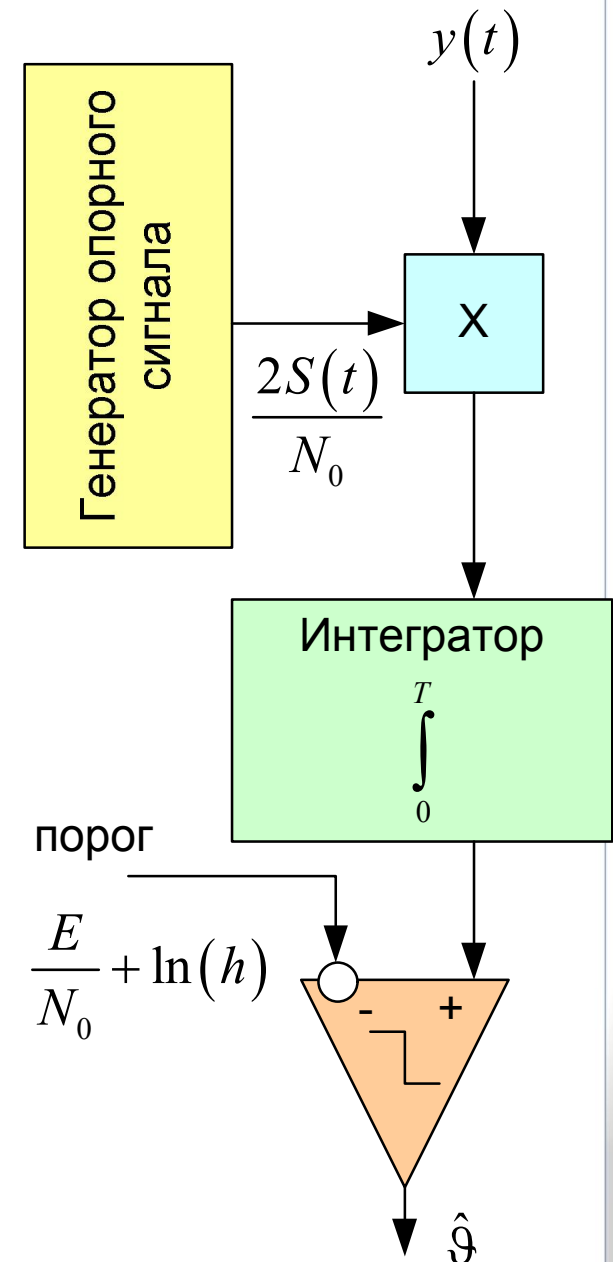 y(t)
Генератор опорного
сигнала
X
2S(t)
N₀
Интегратор
T
∫
0
порог
E
N₀
+ ln(h)
- +
ϑ̂